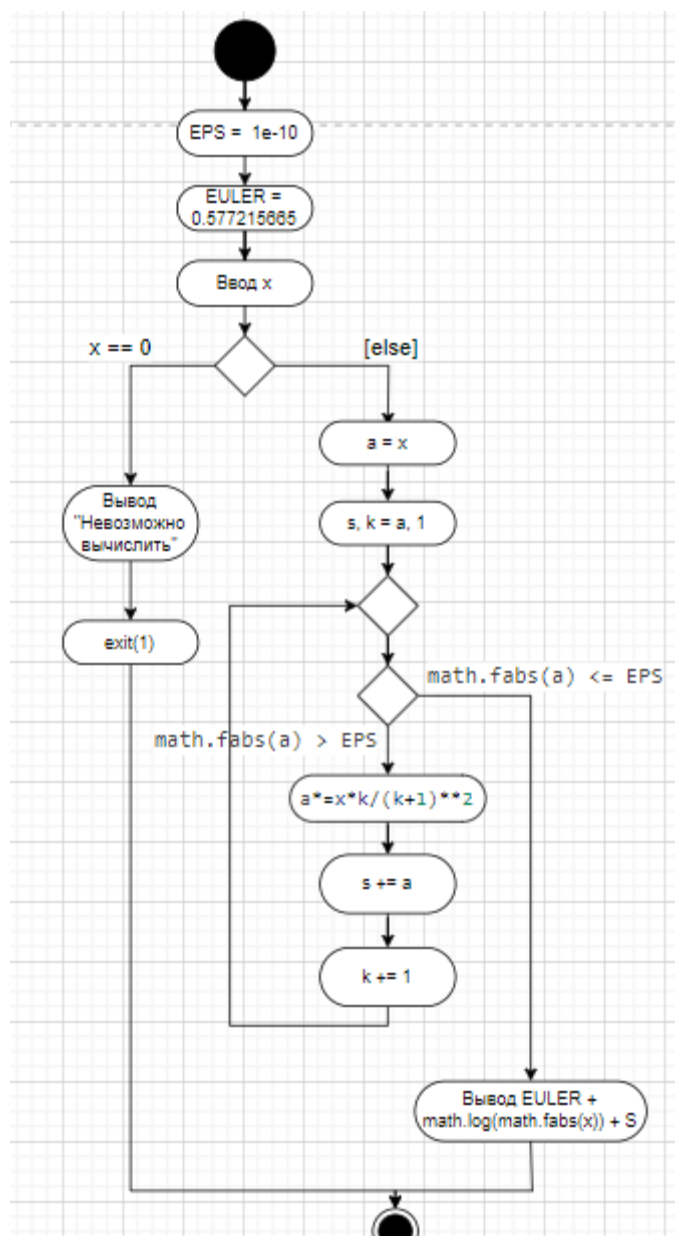 EPS = 1e-10
EULER =
0.577215665
Ввод x
x == 0
[else]
a = x
Вывод
"Невозможно
вычислить"
s, k = a, 1
exit(1)
math.fabs(a) <= EPS
math.fabs(a) > EPS
a*=x*k/(k+1)**2
s += a
k += 1
Вывод EULER +
math.log(math.fabs(x)) + S